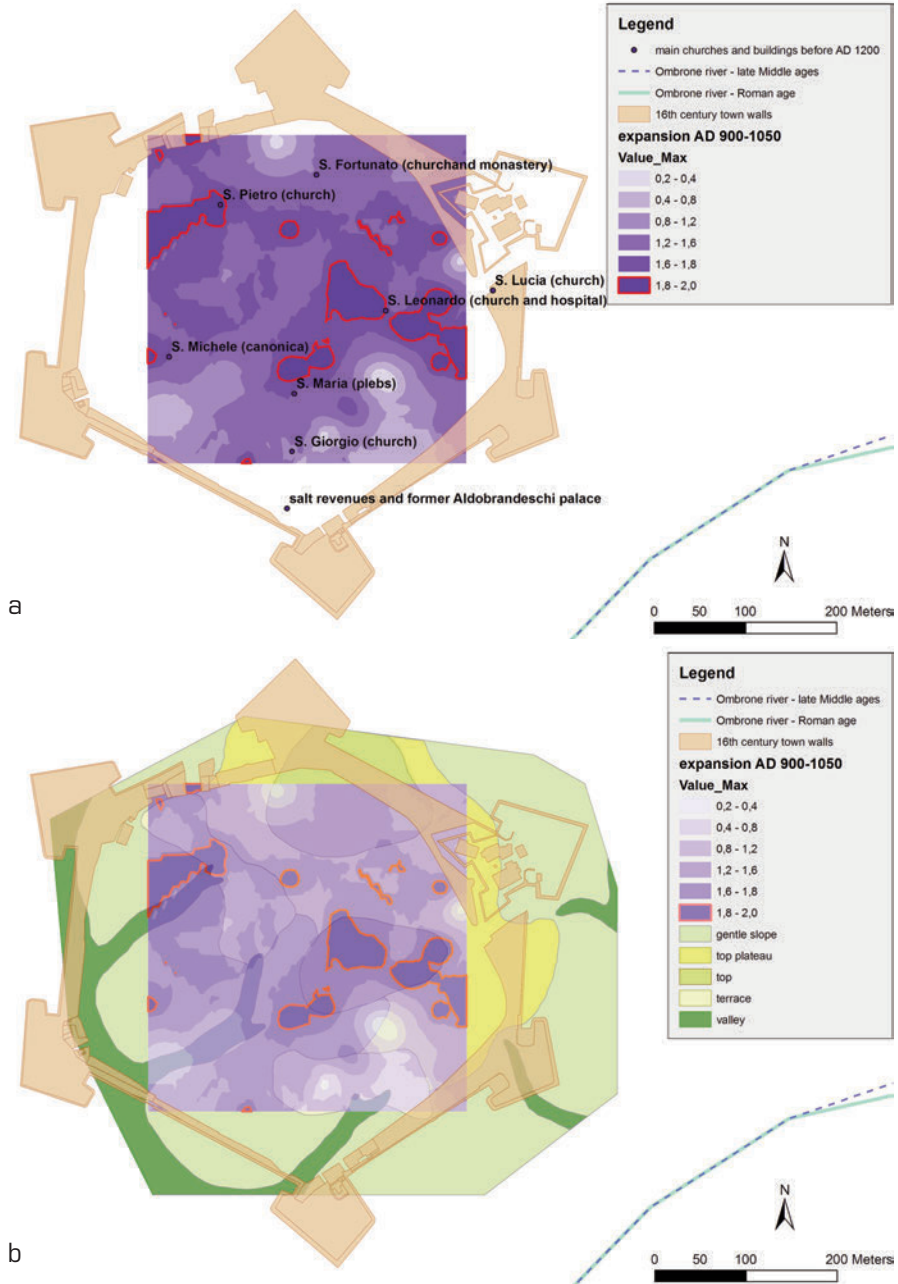 Legend
main churches and buildings before AD 1200
Ombrone river - late Middle ages
Ombrone river - Roman age
16th century town walls
expansion AD 900-1050
Value_Max
0,2 - 0,4
0,4 - 0,8
0,8 - 1,2
1,2 - 1,6
1,6 - 1,8
1,8 - 2,0
S. Fortunato (churchand monastery)
S. Pietro (church)
S. Lucia (church)
S. Leonardo (church and hospital)
S. Michele (canonica)
S. Maria (plebs)
S. Giorgio (church)
salt revenues and former Aldobrandeschi palace
N
0 50 100 200 Meters
a
Legend
Ombrone river - late Middle ages
Ombrone river - Roman age
16th century town walls
expansion AD 900-1050
Value_Max
0,2 - 0,4
0,4 - 0,8
0,8 - 1,2
1,2 - 1,6
1,6 - 1,8
1,8 - 2,0
gentle slope
top plateau
top
terrace
valley
N
0 50 100 200 Meters
b